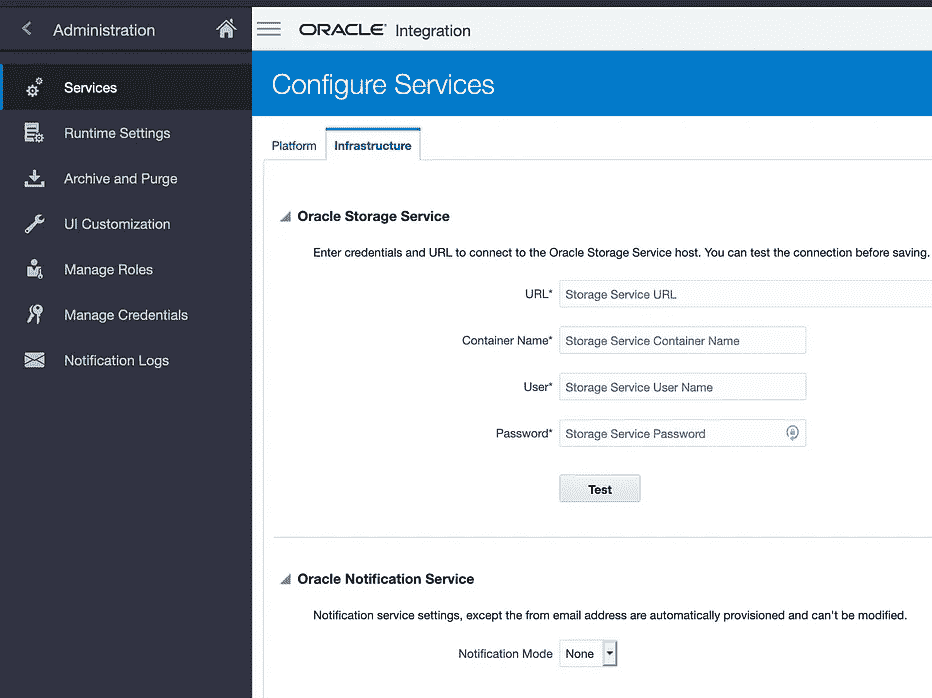 Administration
ORACLE® Integration
Services
Runtime Settings
Archive and Purge
UI Customization
Manage Roles
Manage Credentials
Notification Logs
Configure Services
Platform
Infrastructure
Oracle Storage Service
Enter credentials and URL to connect to the Oracle Storage Service host. You can test the connection before saving.
URL* Storage Service URL
Container Name* Storage Service Container Name
User* Storage Service User Name
Password* Storage Service Password
Test
Oracle Notification Service
Notification service settings, except the from email address are automatically provisioned and can't be modified.
Notification Mode None